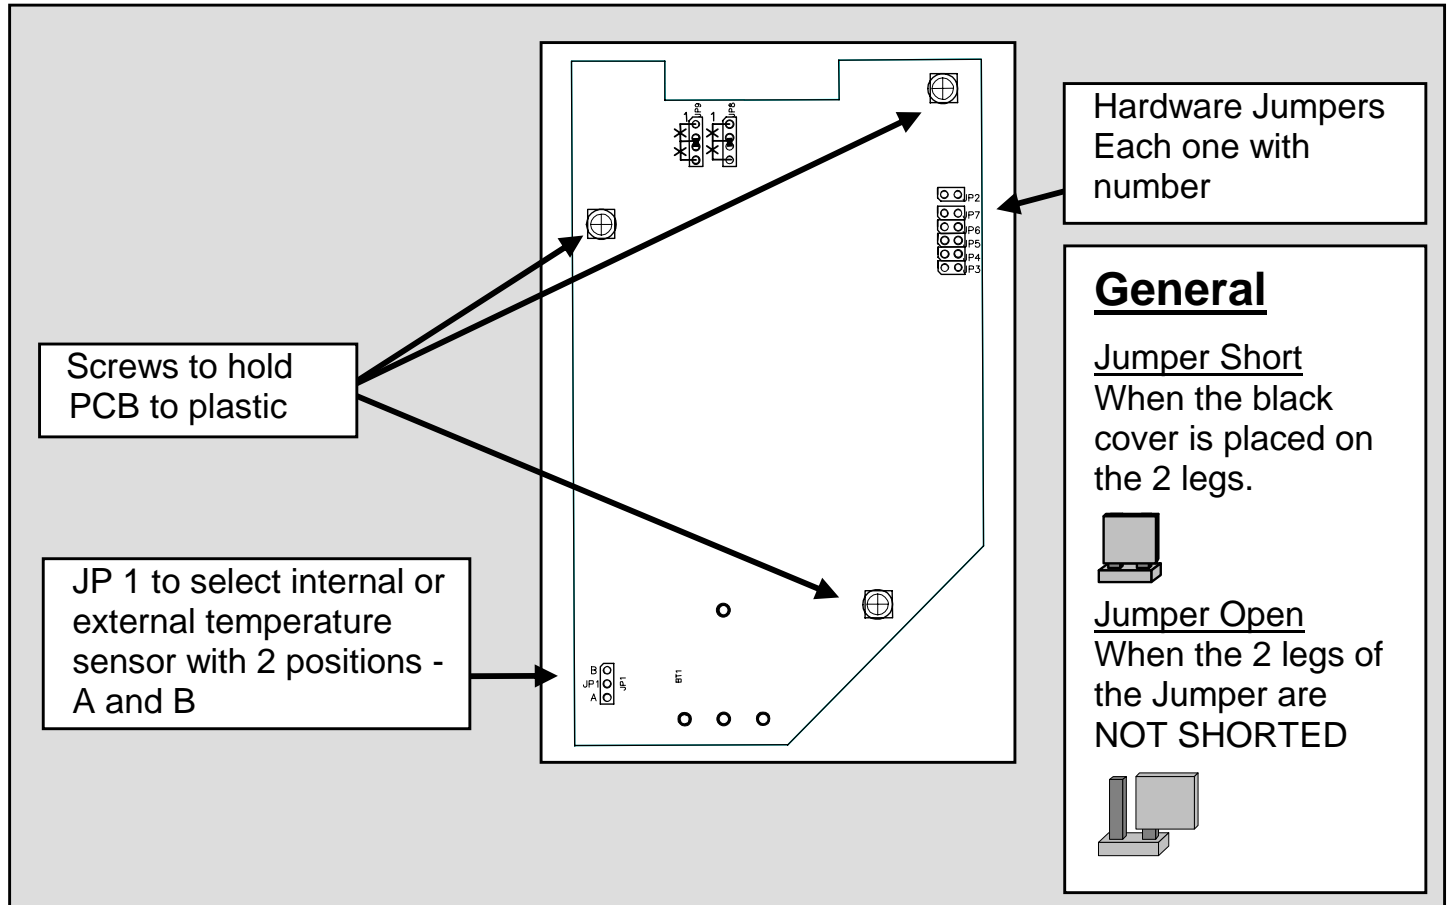 JP9
JP8
1
1
Hardware Jumpers
Each one with
number
JP2
JP7
JP6
JP5
JP4
JP3
General
Jumper Short
When the black
cover is placed on
the 2 legs.
Screws to hold
PCB to plastic
JP 1 to select internal or
external temperature
sensor with 2 positions -
A and B
B
JP1
A
JP1
BT1
Jumper Open
When the 2 legs of
the Jumper are
NOT SHORTED